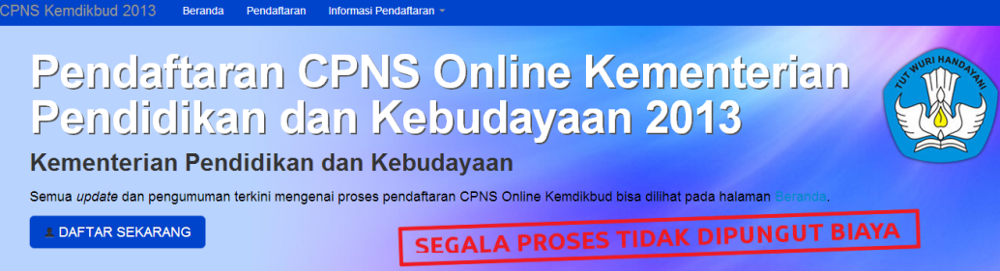 CPNS Kemdikbud 2013 Beranda Pendaftaran Informasi Pendaftaran
Pendaftaran CPNS Online Kementerian
Pendidikan dan Kebudayaan 2013
TUT WURI HANDAYANI
Kementerian Pendidikan dan Kebudayaan
Semua update dan pengumuman terkini mengenai proses pendaftaran CPNS Online Kemdikbud bisa dilihat pada halaman Beranda.
DAFTAR SEKARANG
SEGALA PROSES TIDAK DIPUNGUT BIAYA